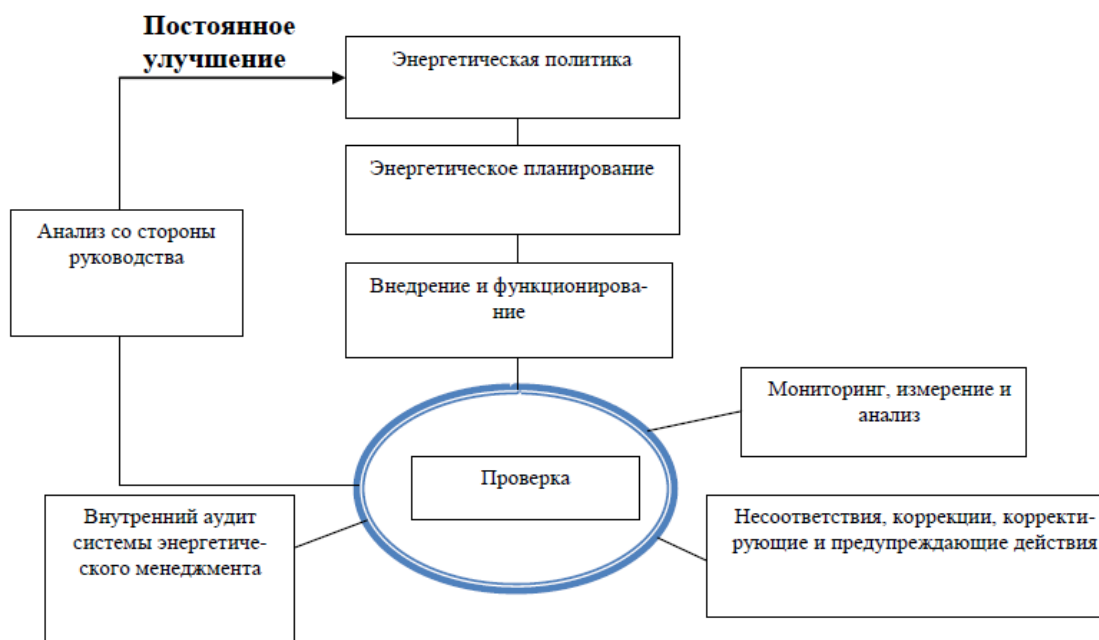 Постоянное
улучшение
Энергетическая политика
Энергетическое планирование
Анализ со стороны
руководства
Внедрение и функционирова-
ние
Мониторинг, измерение и
анализ
Проверка
Внутренний аудит
системы энергетиче-
ского менеджмента
Несоответствия, коррекции, корректи-
рующие и предупреждающие действия